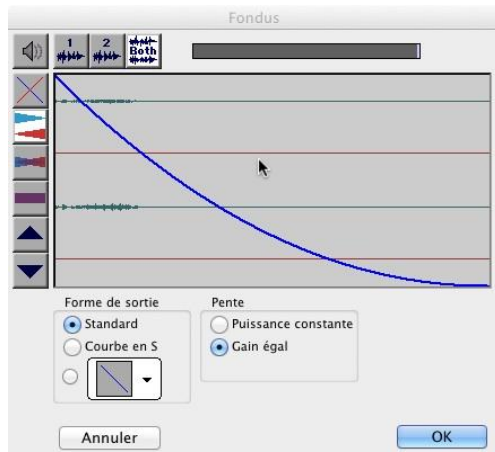 Fondus
1 2 Both
Forme de sortie Pente
Standard Puissance constante
Courbe en S Gain égal
Annuler OK